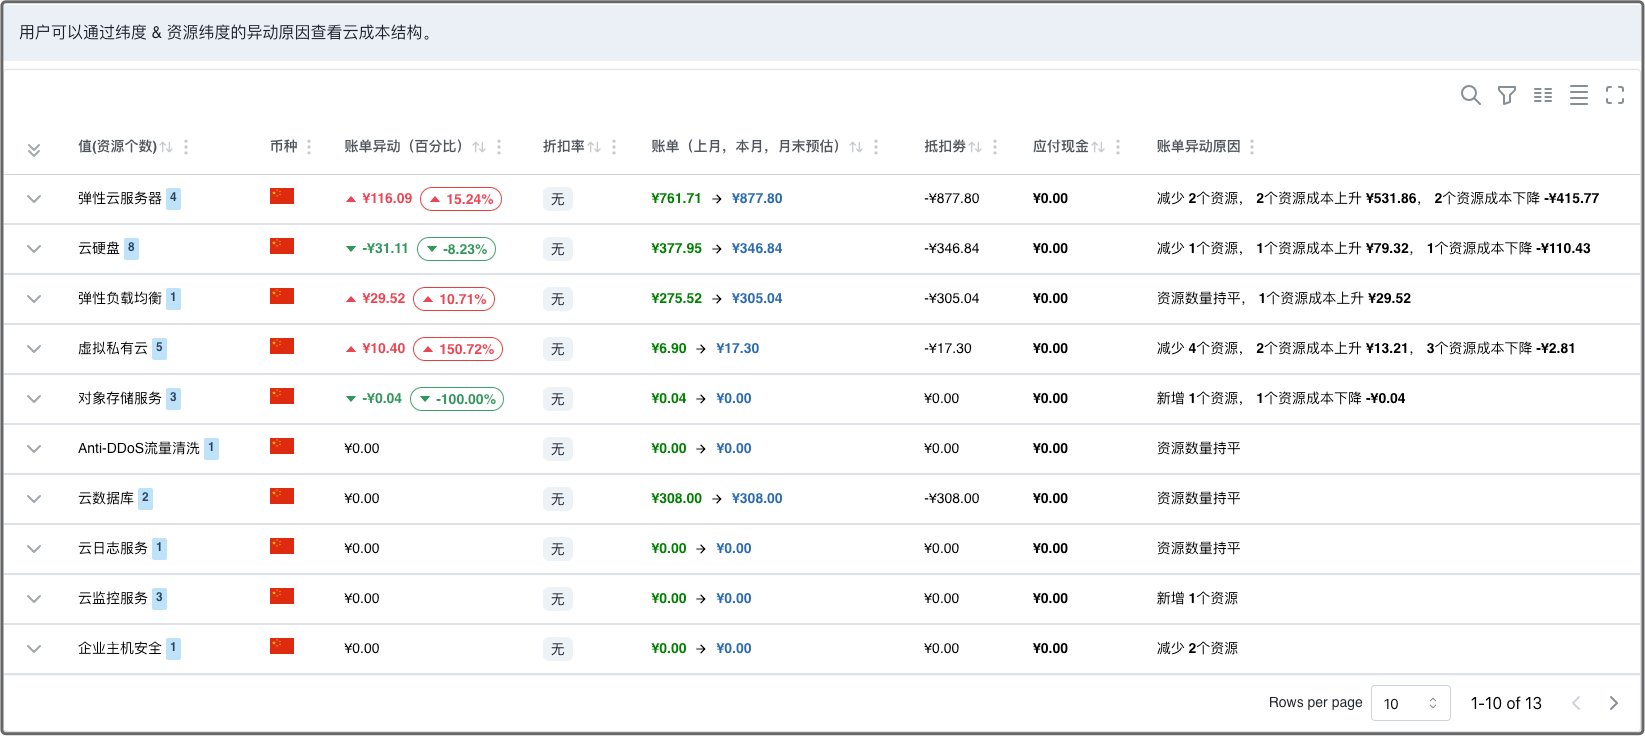 用户可以通过纬度 & 资源纬度的异动原因查看云成本结构。
值(资源个数) 币种 账单异动（百分比） 折扣率 账单（上月，本月，月末预估） 抵扣券 应付现金 账单异动原因
弹性云服务器 4 ¥116.09 15.24% 无 ¥761.71 → ¥877.80 -¥877.80 ¥0.00 减少 2个资源， 2个资源成本上升 ¥531.86， 2个资源成本下降 -¥415.77
云硬盘 8 -¥31.11 -8.23% 无 ¥377.95 → ¥346.84 -¥346.84 ¥0.00 减少 1个资源， 1个资源成本上升 ¥79.32， 1个资源成本下降 -¥110.43
弹性负载均衡 1 ¥29.52 10.71% 无 ¥275.52 → ¥305.04 -¥305.04 ¥0.00 资源数量持平， 1个资源成本上升 ¥29.52
虚拟私有云 5 ¥10.40 150.72% 无 ¥6.90 → ¥17.30 -¥17.30 ¥0.00 减少 4个资源， 2个资源成本上升 ¥13.21， 3个资源成本下降 -¥2.81
对象存储服务 3 -¥0.04 -100.00% 无 ¥0.04 → ¥0.00 ¥0.00 ¥0.00 新增 1个资源， 1个资源成本下降 -¥0.04
Anti-DDoS流量清洗 1 ¥0.00 无 ¥0.00 → ¥0.00 ¥0.00 ¥0.00 资源数量持平
云数据库 2 ¥0.00 无 ¥308.00 → ¥308.00 -¥308.00 ¥0.00 资源数量持平
云日志服务 1 ¥0.00 无 ¥0.00 → ¥0.00 ¥0.00 ¥0.00 资源数量持平
云监控服务 3 ¥0.00 无 ¥0.00 → ¥0.00 ¥0.00 ¥0.00 新增 1个资源
企业主机安全 1 ¥0.00 无 ¥0.00 → ¥0.00 ¥0.00 ¥0.00 减少 2个资源
Rows per page 10 1-10 of 13